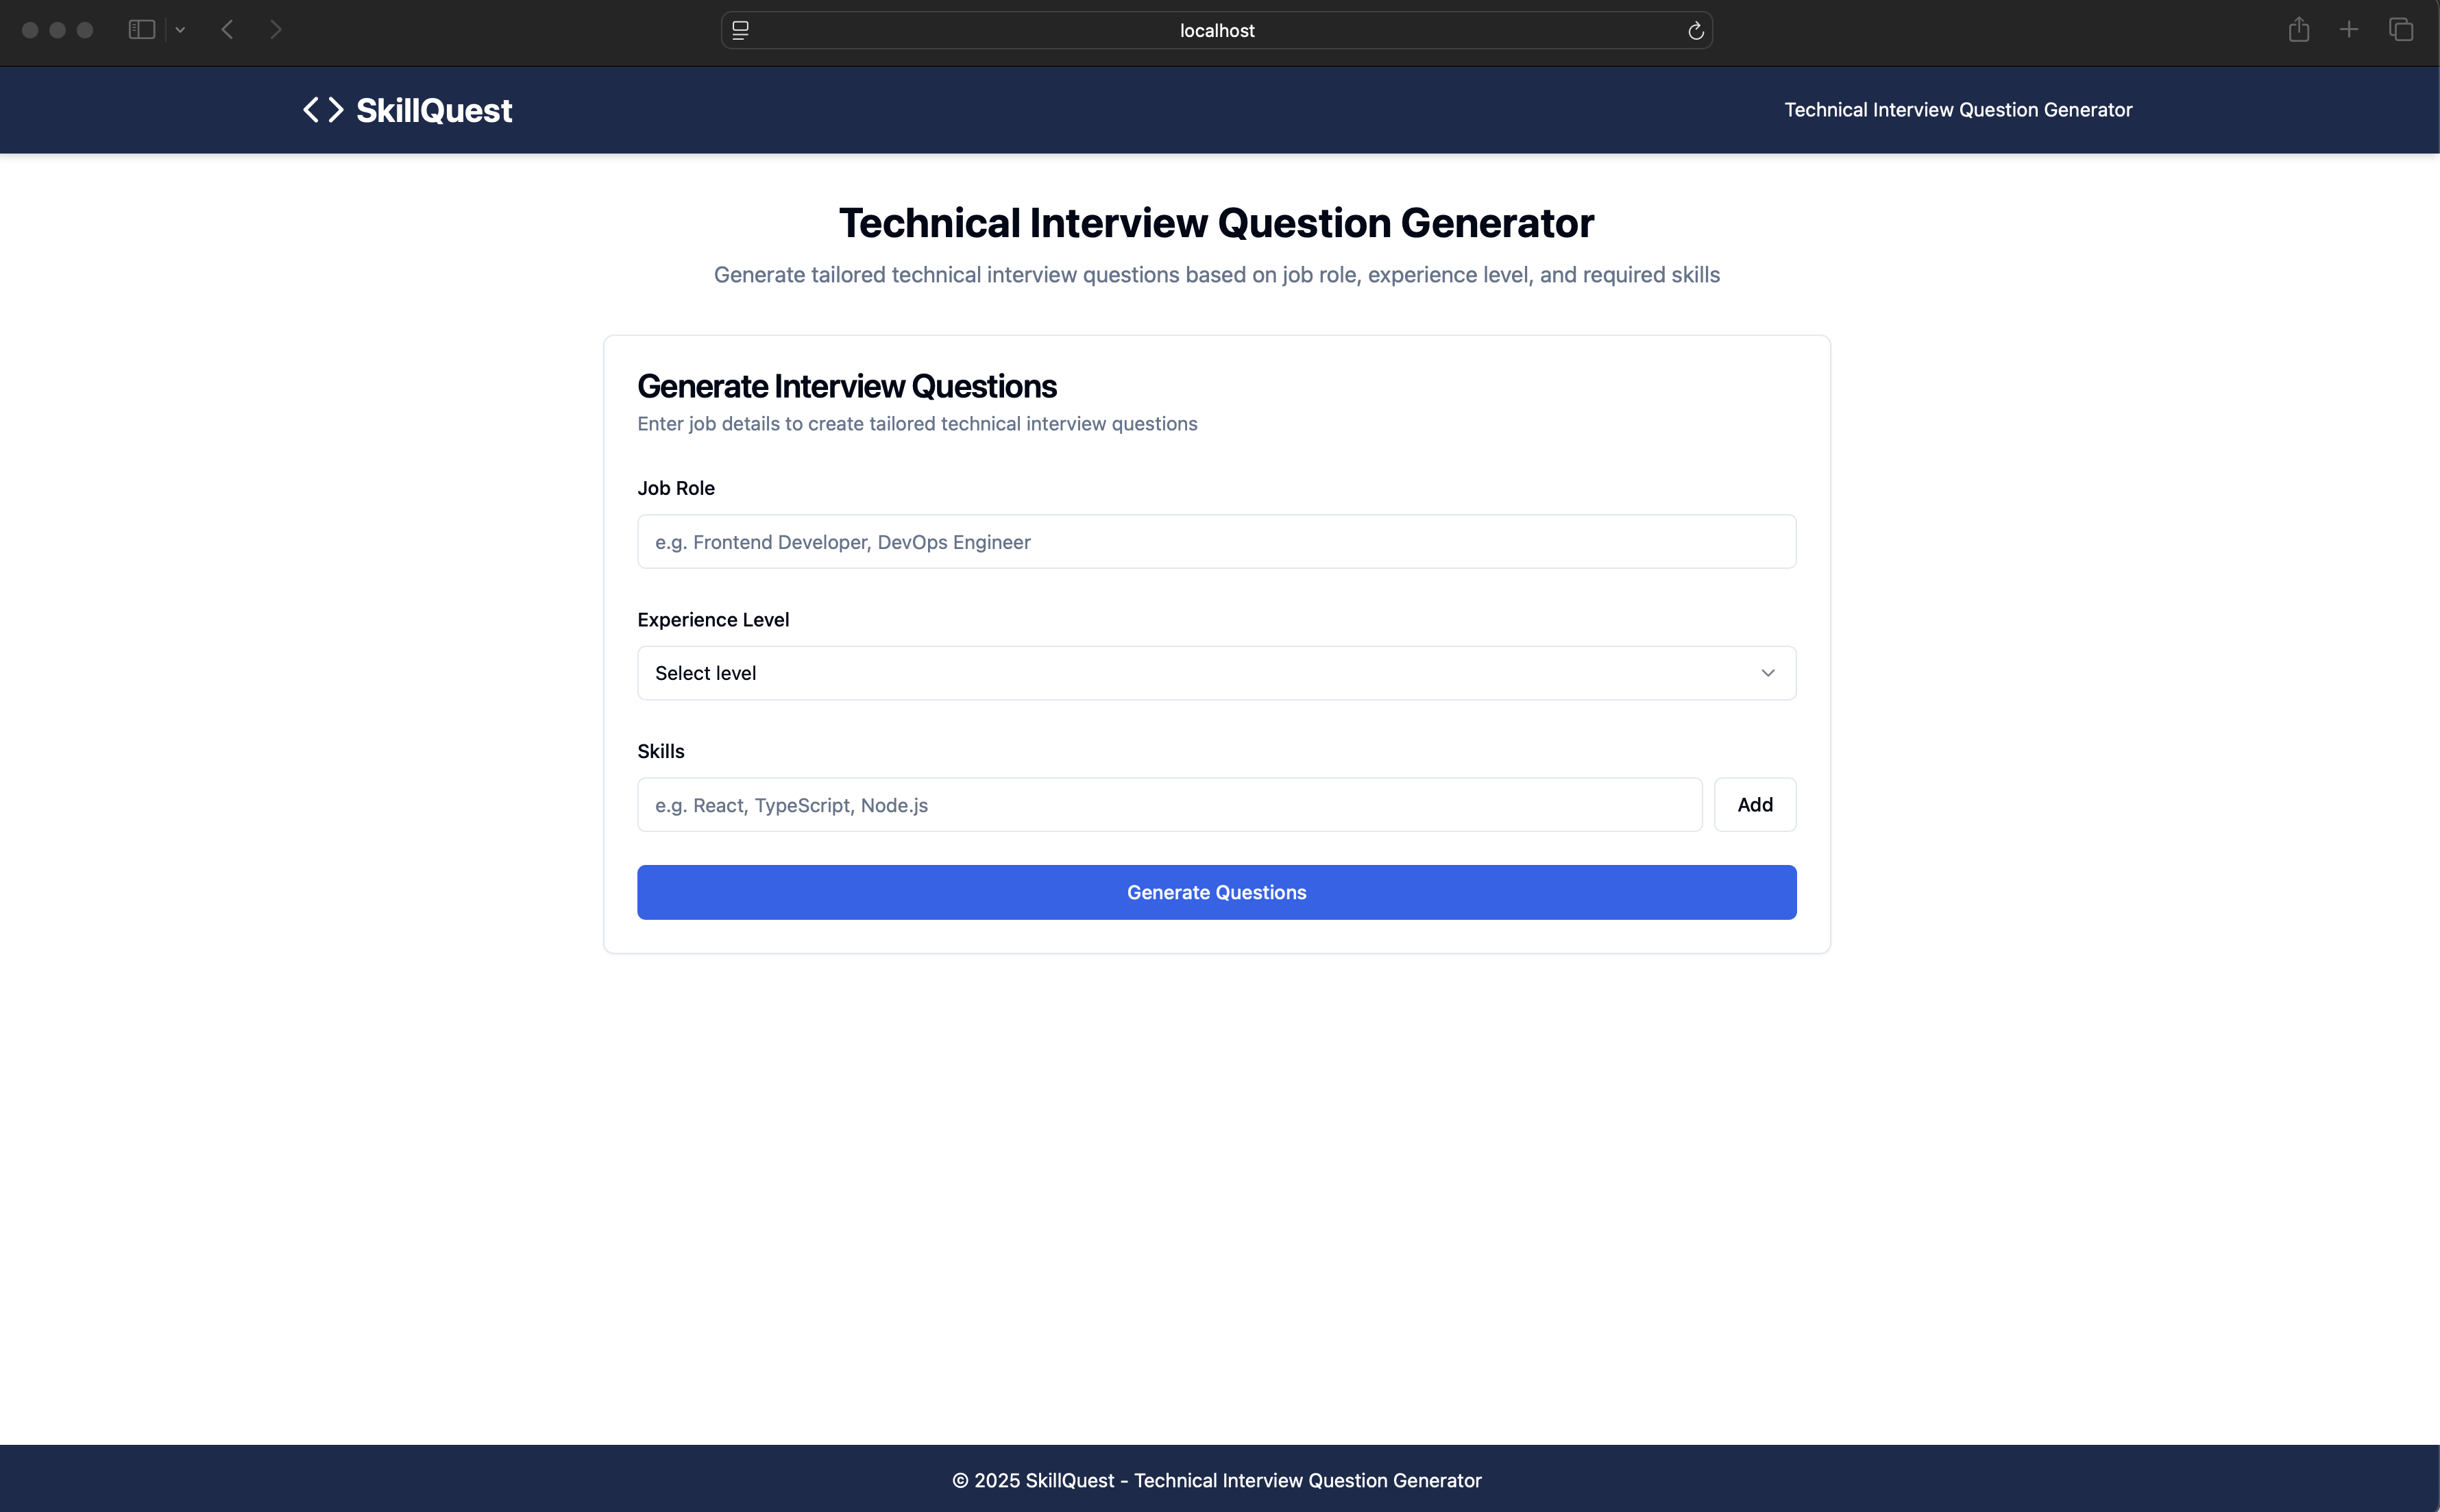 localhost
SkillQuest
Technical Interview Question Generator
Technical Interview Question Generator
Generate tailored technical interview questions based on job role, experience level, and required skills
Generate Interview Questions
Enter job details to create tailored technical interview questions
Job Role
e.g. Frontend Developer, DevOps Engineer
Experience Level
Select level
Skills
e.g. React, TypeScript, Node.js
Add
Generate Questions
© 2025 SkillQuest - Technical Interview Question Generator